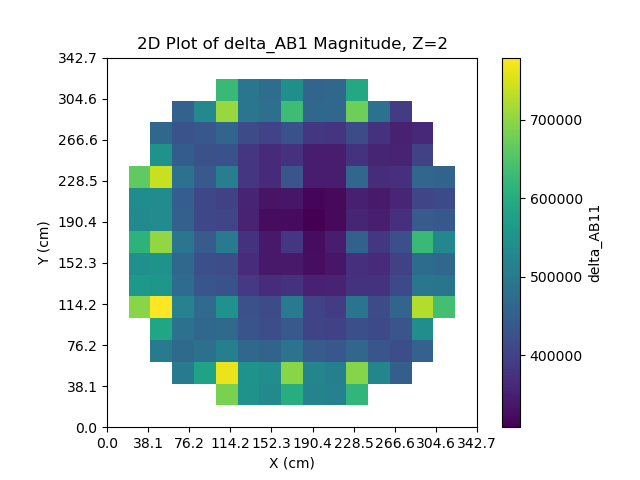 2D Plot of delta_AB1 Magnitude, Z=2
342.7
304.6
266.6
228.5
190.4
152.3
114.2
76.2
38.1
0.0
Y (cm)
0.0 38.1 76.2 114.2 152.3 190.4 228.5 266.6 304.6 342.7
X (cm)
700000
600000
500000
400000
delta_AB11